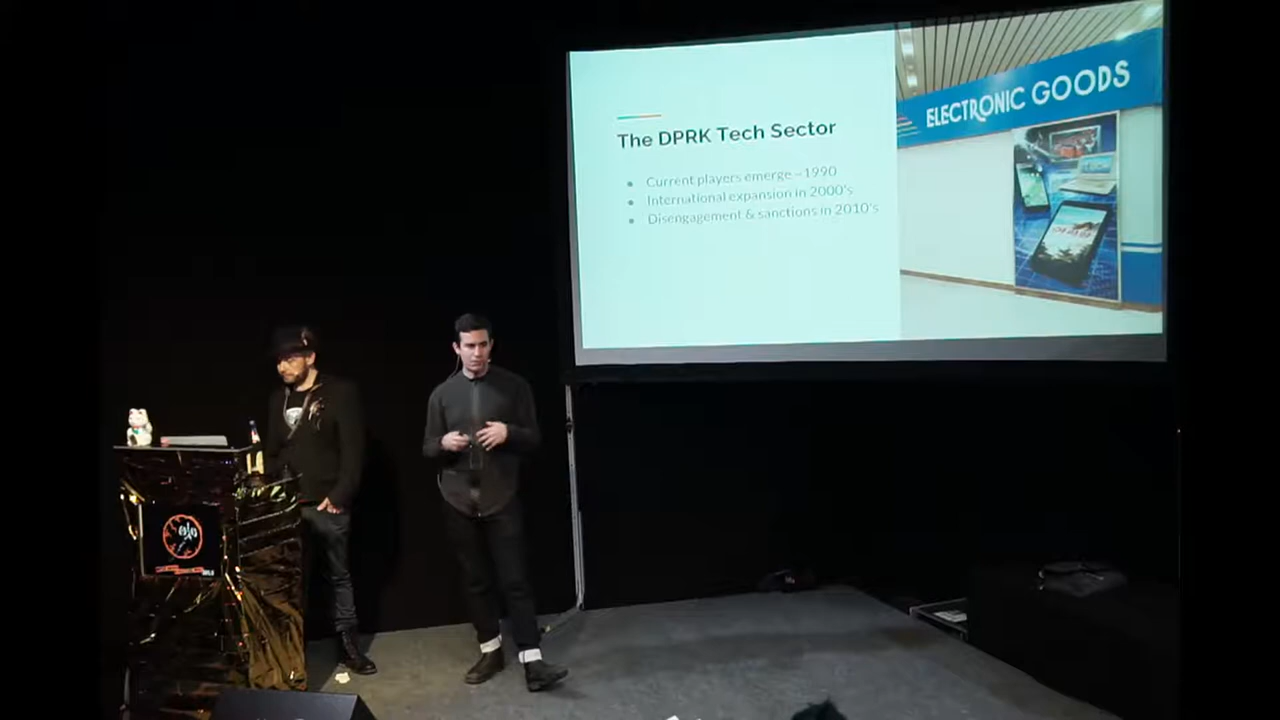 The DPRK Tech Sector
Current players emerge ~1990
International expansion in 2000's
Disengagement & sanctions in 2010's
ELECTRONIC GOODS